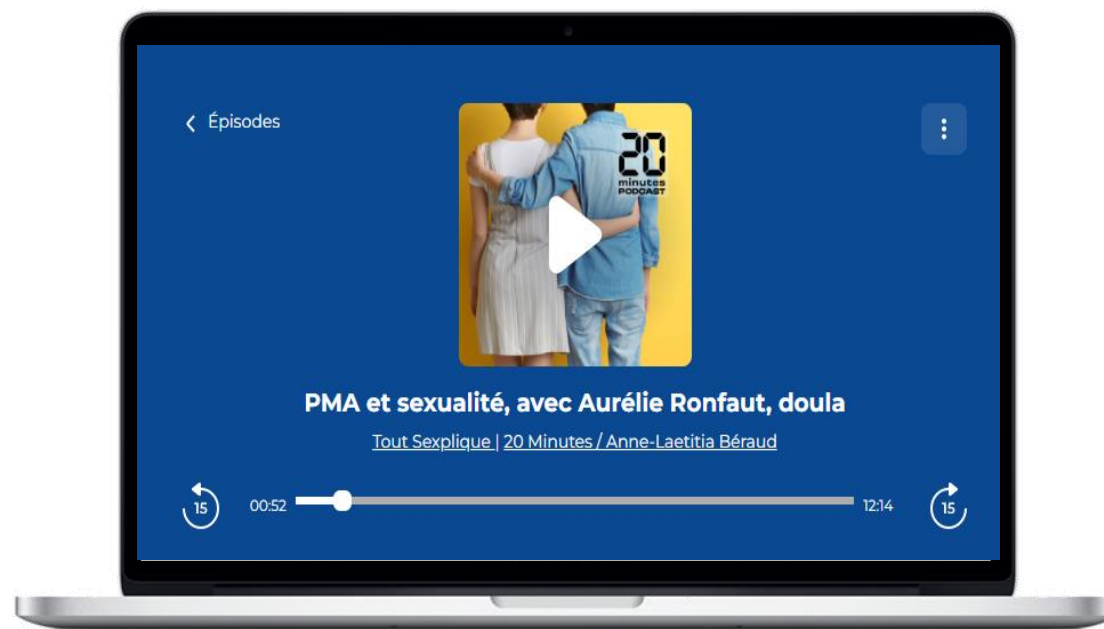 Épisodes
20
minutes
PODCAST
PMA et sexualité, avec Aurélie Ronfaut, doula
Tout Sexplique | 20 Minutes / Anne-Laetitia Béraud
15
00:52
12:14
15